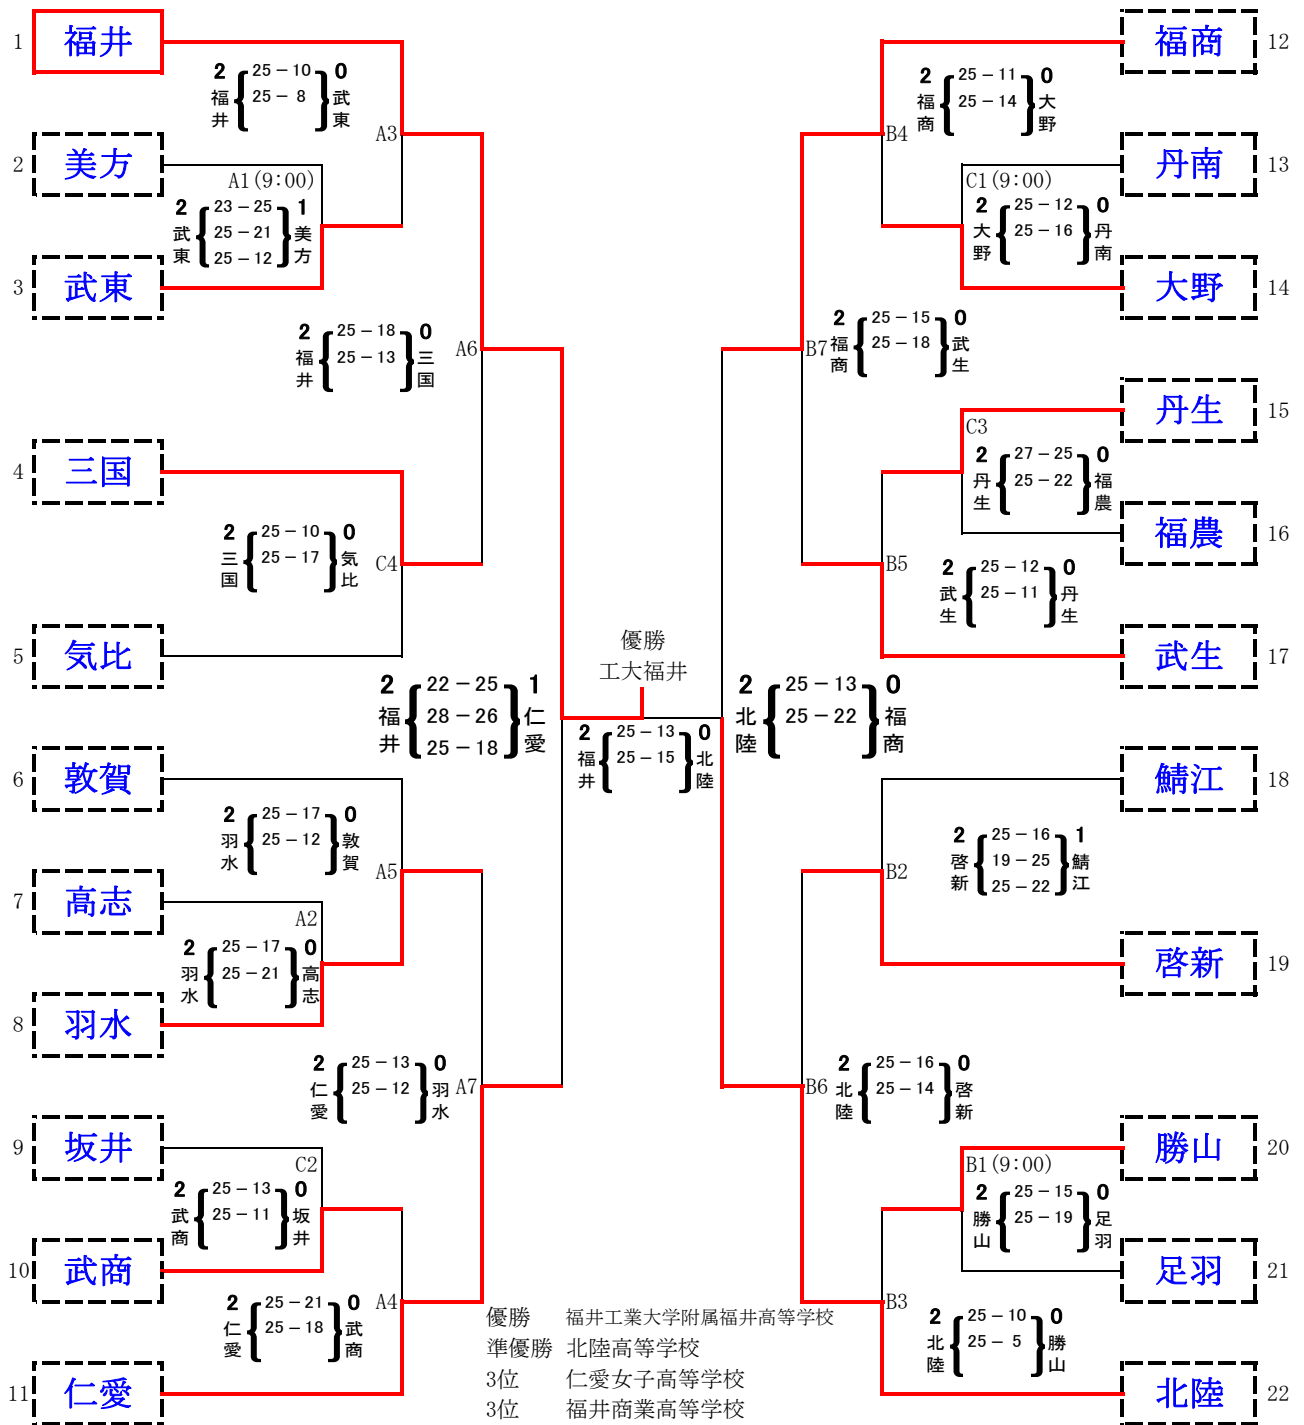 1 福井
2 福井 25－10 25－8 0 武東
A3
2 美方
A1(9:00)
2 武東 23－25 25－21 25－12 1 美方
3 武東
2 福井 25－18 25－13 0 三国
A6
4 三国
2 三国 25－10 25－17 0 気比
C4
5 気比
2 福井 22－25 28－26 25－18 1 仁愛
6 敦賀
2 羽水 25－17 25－12 0 敦賀
A5
7 高志
A2
2 羽水 25－17 25－21 0 高志
8 羽水
2 仁愛 25－13 25－12 0 羽水
A7
9 坂井
C2
2 武商 25－13 25－11 0 坂井
10 武商
2 仁愛 25－21 25－18 0 武商
A4
11 仁愛
優勝
工大福井
2 福井 25－13 25－15 0 北陸
福商 12
2 福商 25－11 25－14 0 大野
B4
丹南 13
C1(9:00)
2 大野 25－12 25－16 0 丹南
大野 14
2 福商 25－15 25－18 0 武生
B7
丹生 15
C3
2 丹生 27－25 25－22 0 福農
福農 16
B5
2 武生 25－12 25－11 0 丹生
武生 17
2 北陸 25－13 25－22 0 福商
鯖江 18
2 啓新 25－16 19－25 25－22 1 鯖江
B2
啓新 19
2 北陸 25－16 25－14 0 啓新
B6
勝山 20
B1(9:00)
2 勝山 25－15 25－19 0 足羽
足羽 21
B3
2 北陸 25－10 25－5 0 勝山
北陸 22
優勝 福井工業大学附属福井高等学校
準優勝 北陸高等学校
3位 仁愛女子高等学校
3位 福井商業高等学校